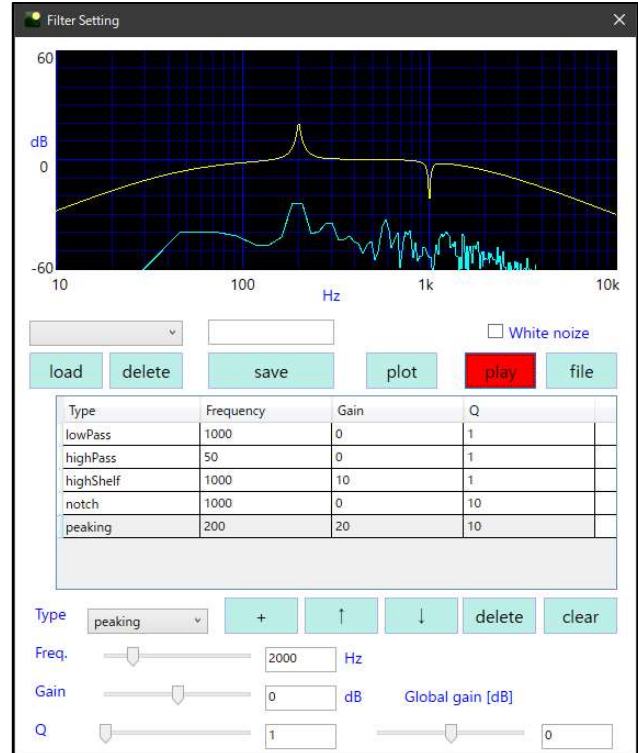 Filter Setting
60
dB
0
-60
10 100 1k 10k
Hz
White noize
load delete save plot play file
Type Frequency Gain Q
lowPass 1000 0 1
highPass 50 0 1
highShelf 1000 10 1
notch 1000 0 10
peaking 200 20 10
Type peaking + ↑ ↓ delete clear
Freq. 2000 Hz
Gain 0 dB Global gain [dB]
Q 1 0